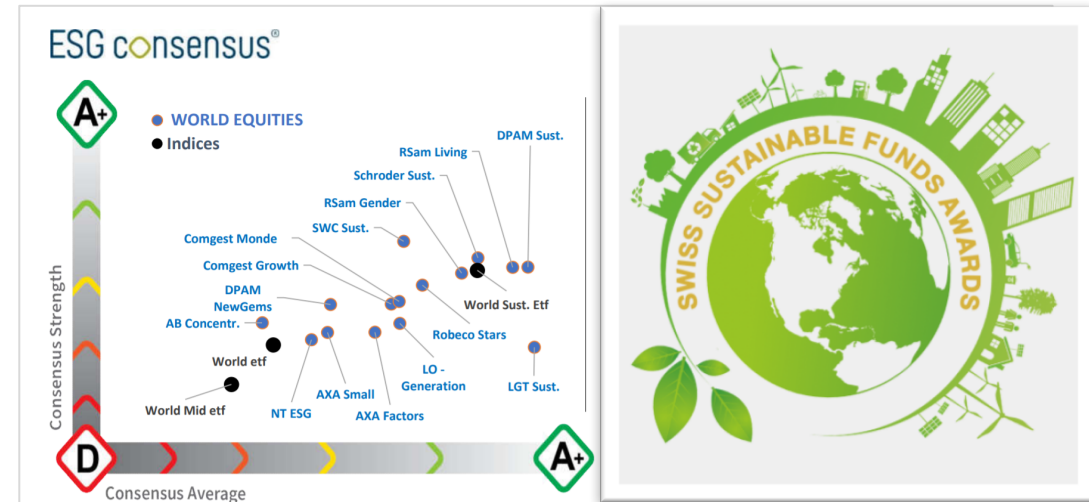 ESG consensus®
A+
WORLD EQUITIES
Indices
DPAM Sust.
RSam Living
Schroder Sust.
RSam Gender
SWC Sust.
Comgest Monde
Comgest Growth
DPAM
NewGems
AB Concentr.
World Sust. Etf
Robeco Stars
World etf
LO -
Generation
LGT Sust.
AXA Small
World Mid etf
NT ESG
AXA Factors
Consensus Strength
D
A+
Consensus Average
SWISS SUSTAINABLE FUNDS AWARDS